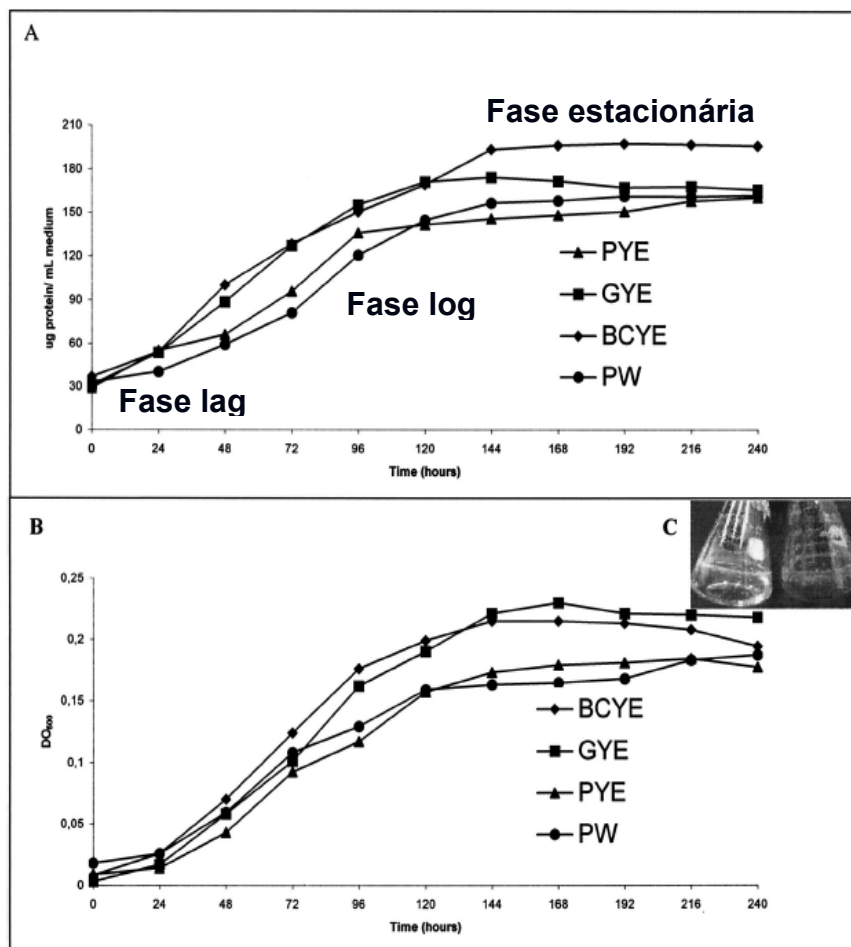 A
Fase estacionária
210
180
150
120
90
60
30
0
ug protein/ mL medium
PYE
GYE
BCYE
PW
Fase log
Fase lag
0 24 48 72 96 120 144 168 192 216 240
Time (hours)
B
C
0,25
0,2
0,15
0,1
0,05
0
DO₆₀₀
BCYE
GYE
PYE
PW
0 24 48 72 96 120 144 168 192 216 240
Time (hours)